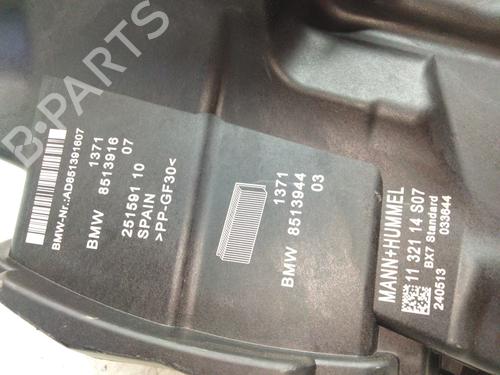 B-PARTS
BMW-Nr.:AD851391607
1371
BMW 8513916 07
251591 10
SPAIN
>PP-GF30<
1371
BMW 8513944 03
MANN+HUMMEL
11 321 14 S07
BX7 Standard
240513 033644